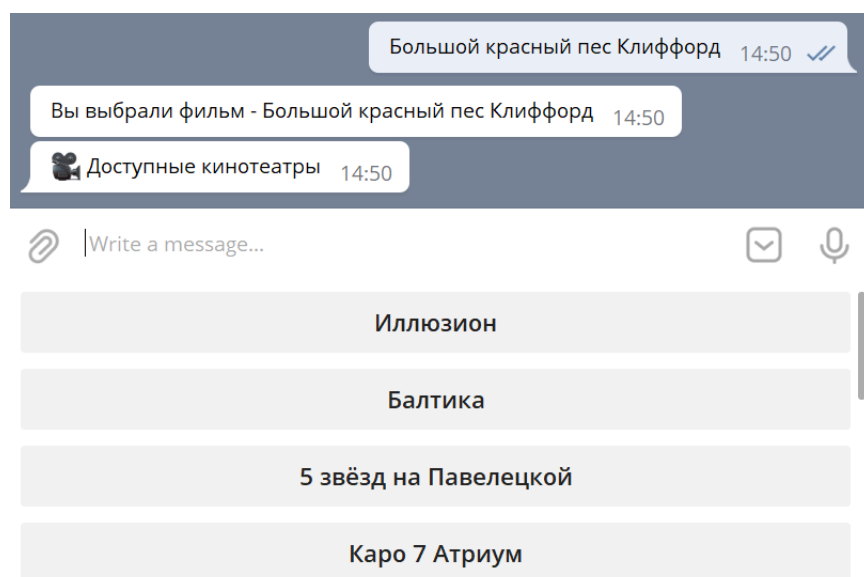 Большой красный пес Клиффорд 14:50
Вы выбрали фильм - Большой красный пес Клиффорд 14:50
🎥 Доступные кинотеатры 14:50
Write a message...
Иллюзион
Балтика
5 звёзд на Павелецкой
Каро 7 Атриум